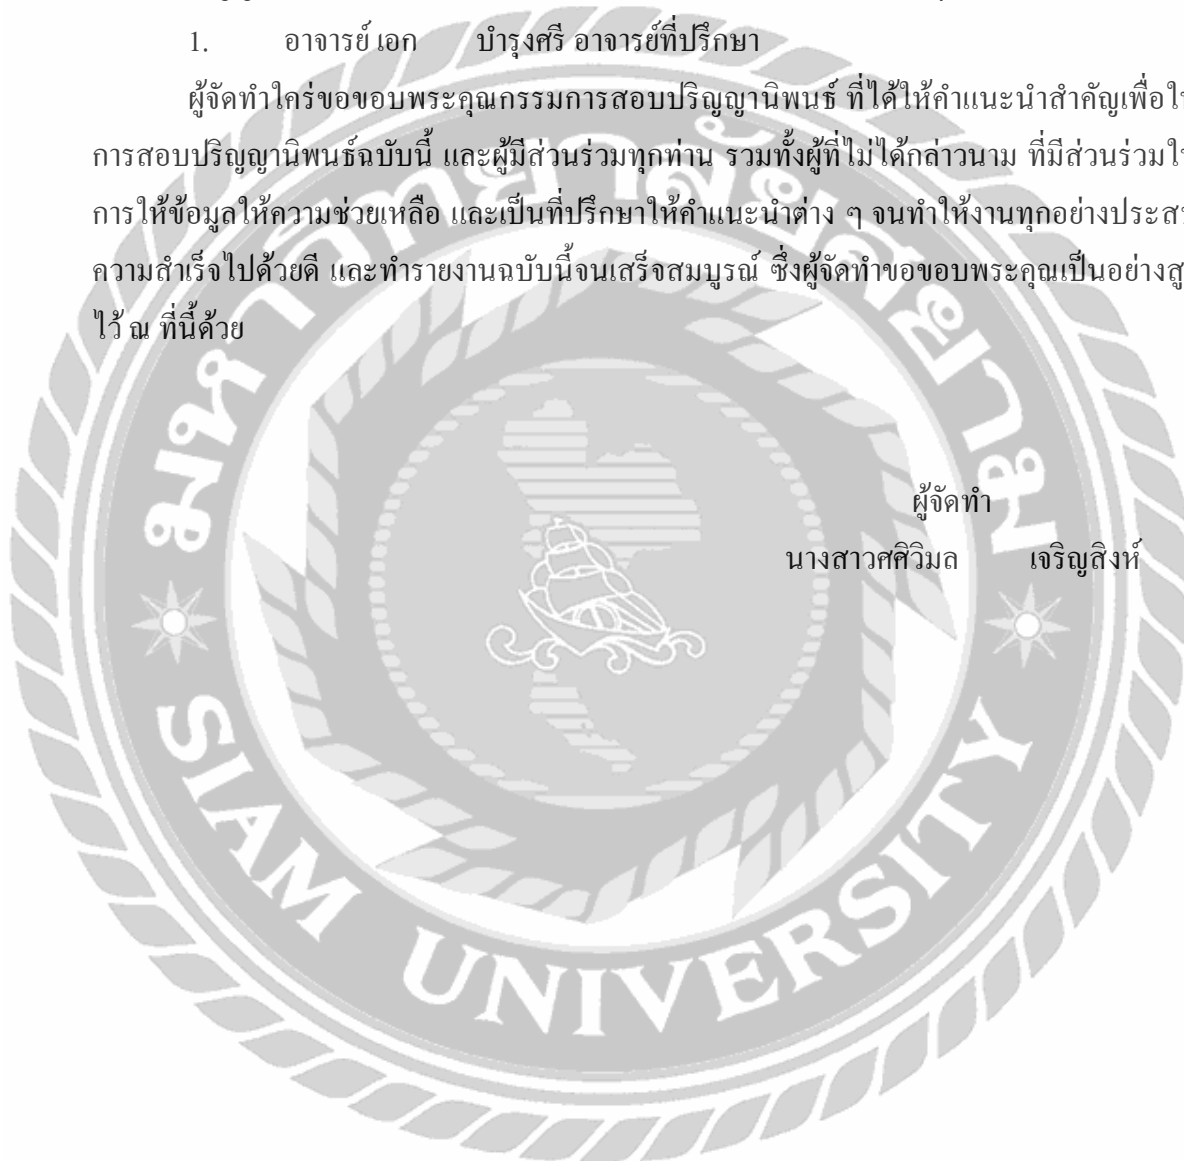 1. อาจารย์ เอก บำรุงศรี อาจารย์ที่ปรึกษา
ผู้จัดทำใคร่ขอขอบพระคุณกรรมการสอบปริญญานิพนธ์ ที่ได้ให้คำแนะนำสำคัญเพื่อใ
การสอบปริญญานิพนธ์ฉบับนี้ และผู้มีส่วนร่วมทุกท่าน รวมทั้งผู้ที่ไม่ได้กล่าวนาม ที่มีส่วนร่วมใ
การให้ข้อมูลให้ความช่วยเหลือ และเป็นที่ปรึกษาให้คำแนะนำต่าง ๆ จนทำให้งานทุกอย่างประส
ความสำเร็จไปด้วยดี และทำรายงานฉบับนี้จนเสร็จสมบูรณ์ ซึ่งผู้จัดทำขอขอบพระคุณเป็นอย่างสู
ไว้ ณ ที่นี้ด้วย
ผู้จัดทำ
นางสาวศศิวิมล เจริญสิงห์
มหาวิทยาลัยสยาม
SIAM UNIVERSITY